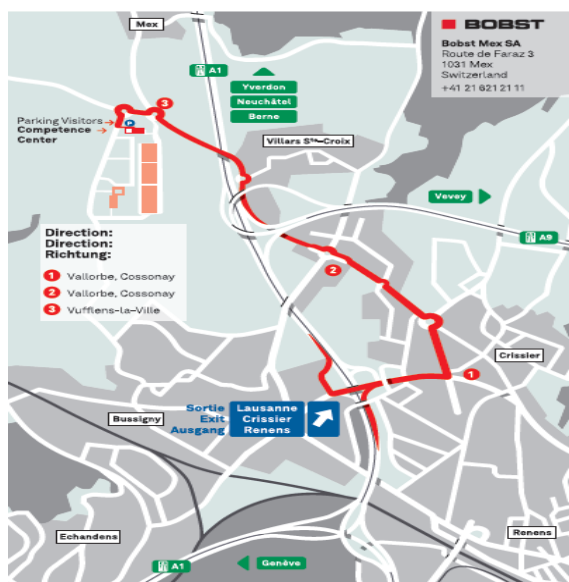 Mex
BOBST
Bobst Mex SA
Route de Faraz 3
1031 Mex
Switzerland
+41 21 621 21 11
A1
Yverdon
Neuchâtel
Berne
3
Parking Visitors
P
Competence
Center
Villars Ste–Croix
Vevey
A9
Direction:
Direction:
Richtung:
1 Vallorbe, Cossonay
2 Vallorbe, Cossonay
3 Vufflens–la–Ville
2
Crissier
1
Sortie
Exit
Ausgang
Lausanne
Crissier
Renens
Bussigny
Echandens
Renens
A1
Genêve